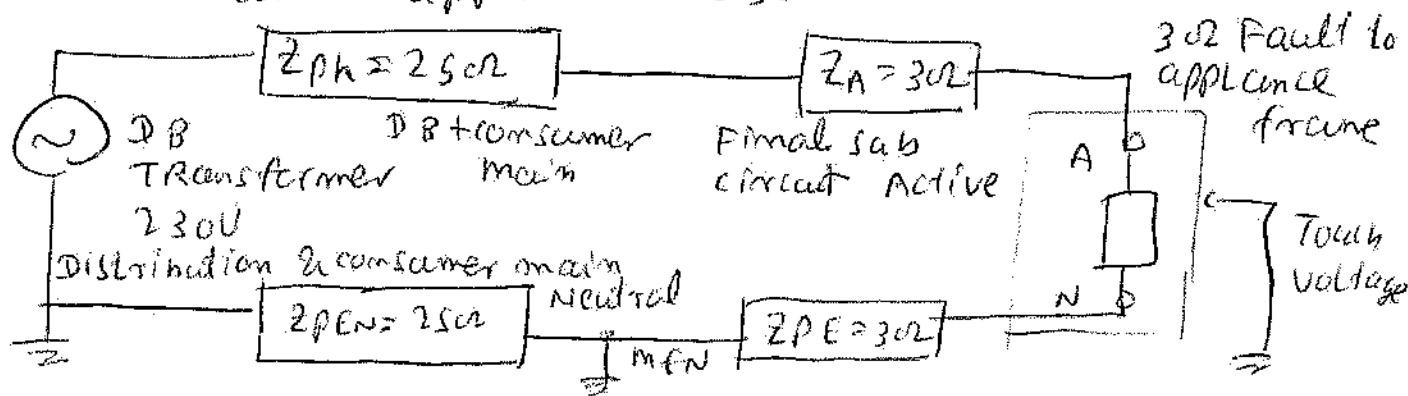 3Ω Fault to
Zph = 25Ω
ZA = 3Ω
appliance
frame
DB
Transformer
230V
DB + consumer
main
Final sub
circuit Active
A
Touch
voltage
Distribution & consumer main
Neutral
ZPEN = 25Ω
MEN
ZPE = 3Ω
N